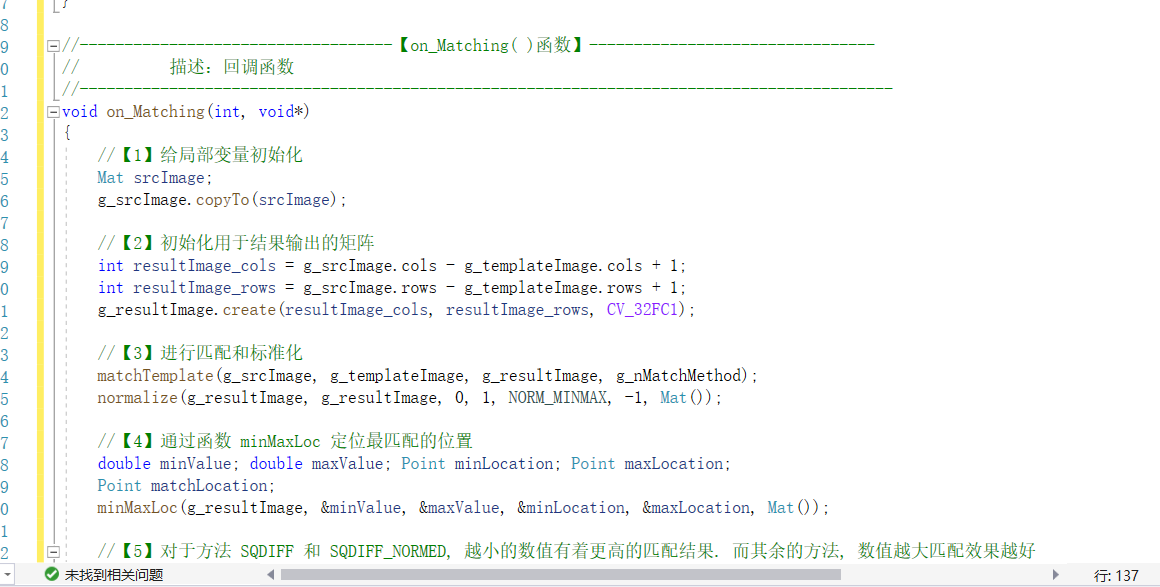 7
}
8
9 //-----------------------------------【on_Matching( )函数】--------------------------------
0 //          描述：回调函数
1 //-------------------------------------------------------------------------------------------
2 void on_Matching(int, void*)
3 {
4 //【1】给局部变量初始化
5 Mat srcImage;
6 g_srcImage.copyTo(srcImage);
7
8 //【2】初始化用于结果输出的矩阵
9 int resultImage_cols = g_srcImage.cols - g_templateImage.cols + 1;
0 int resultImage_rows = g_srcImage.rows - g_templateImage.rows + 1;
1 g_resultImage.create(resultImage_cols, resultImage_rows, CV_32FC1);
2
3 //【3】进行匹配和标准化
4 matchTemplate(g_srcImage, g_templateImage, g_resultImage, g_nMatchMethod);
5 normalize(g_resultImage, g_resultImage, 0, 1, NORM_MINMAX, -1, Mat());
6
7 //【4】通过函数 minMaxLoc 定位最匹配的位置
8 double minValue; double maxValue; Point minLocation; Point maxLocation;
9 Point matchLocation;
0 minMaxLoc(g_resultImage, &minValue, &maxValue, &minLocation, &maxLocation, Mat());
1
2 //【5】对于方法 SQDIFF 和 SQDIFF_NORMED, 越小的数值有着更高的匹配结果. 而其余的方法, 数值越大匹配效果越好
未找到相关问题 行: 137